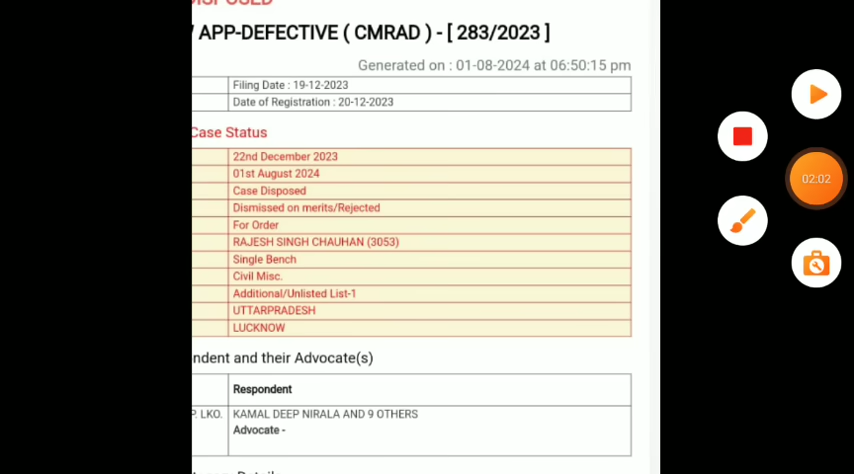 DISPOSED
APP-DEFECTIVE ( CMRAD ) - [ 283/2023 ]
Generated on : 01-08-2024 at 06:50:15 pm
Filing Date : 19-12-2023
Date of Registration : 20-12-2023
Case Status
22nd December 2023
01st August 2024
Case Disposed
Dismissed on merits/Rejected
For Order
RAJESH SINGH CHAUHAN (3053)
Single Bench
Civil Misc.
Additional/Unlisted List-1
UTTARPRADESH
LUCKNOW
ndent and their Advocate(s)
Respondent
P. LKO. KAMAL DEEP NIRALA AND 9 OTHERS
Advocate -
02:02